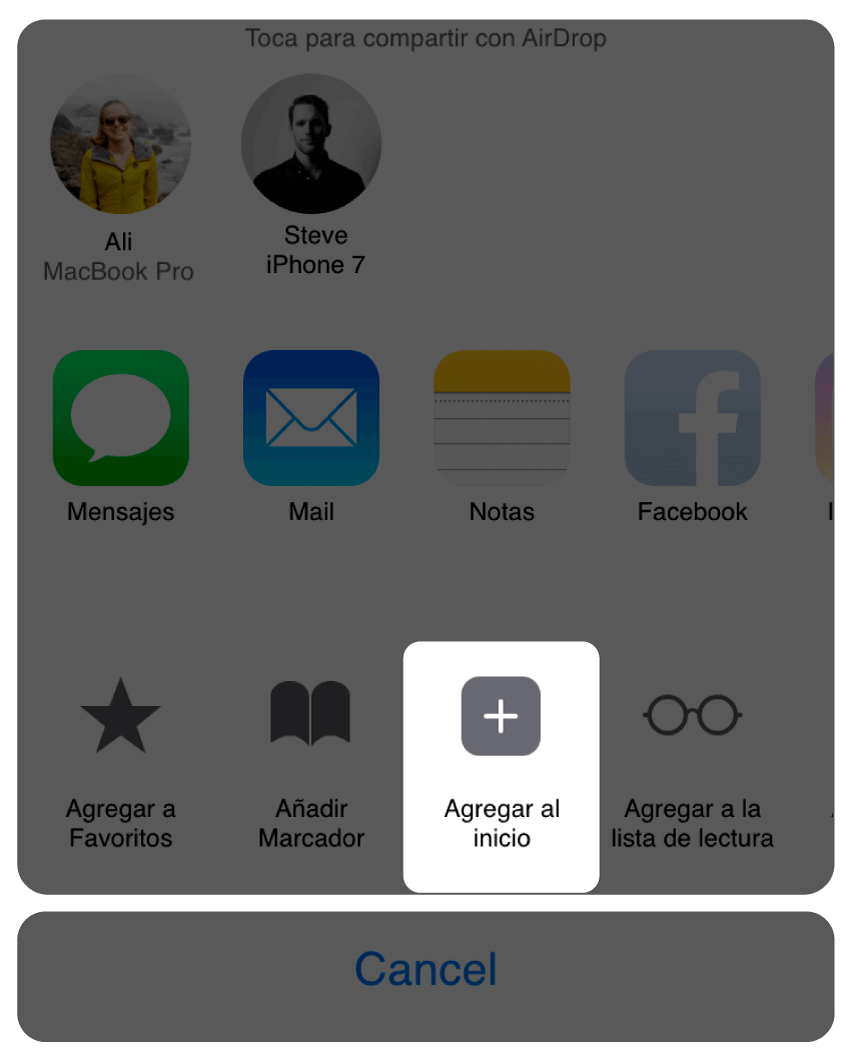 Toca para compartir con AirDrop
Ali
MacBook Pro
Steve
iPhone 7
Mensajes
Mail
Notas
Facebook
Agregar a
Favoritos
Añadir
Marcador
Agregar al
inicio
Agregar a la
lista de lectura
Cancel